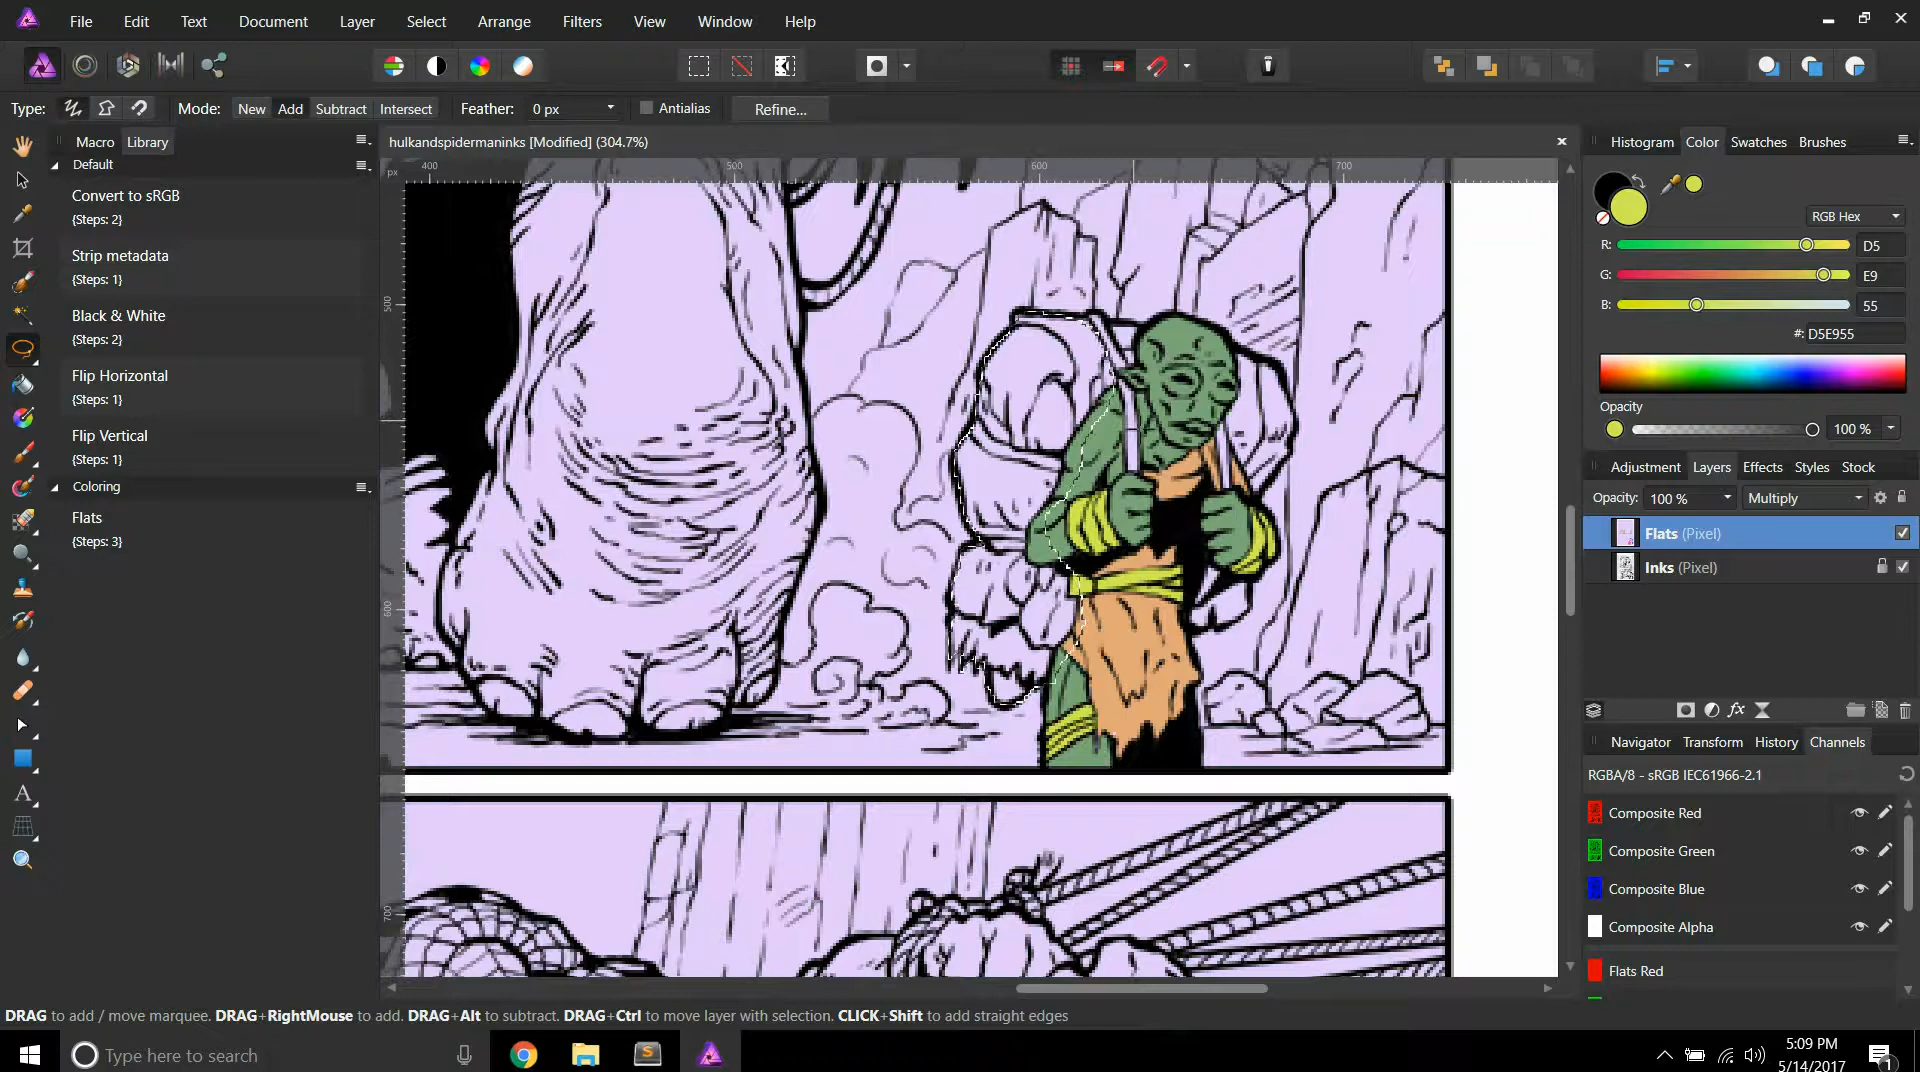 File Edit Text Document Layer Select Arrange Filters View Window Help
Type: Mode: New Add Subtract Intersect Feather: 0 px Antialias Refine...
Macro Library
Default
Convert to sRGB
{Steps: 2}
Strip metadata
{Steps: 1}
Black & White
{Steps: 2}
Flip Horizontal
{Steps: 1}
Flip Vertical
{Steps: 1}
Coloring
Flats
{Steps: 3}
hulkandspidermaninks [Modified] (304.7%)
px 400 500 600 700
500
600
700
Histogram Color Swatches Brushes
RGB Hex
R: D5
G: E9
B: 55
#: D5E955
Opacity
100 %
Adjustment Layers Effects Styles Stock
Opacity: 100 % Multiply
Flats (Pixel)
Inks (Pixel)
fx
Navigator Transform History Channels
RGBA/8 - sRGB IEC61966-2.1
Composite Red
Composite Green
Composite Blue
Composite Alpha
Flats Red
DRAG to add / move marquee. DRAG+RightMouse to add. DRAG+Alt to subtract. DRAG+Ctrl to move layer with selection. CLICK+Shift to add straight edges
Type here to search
S
5:09 PM
5/14/2017
1